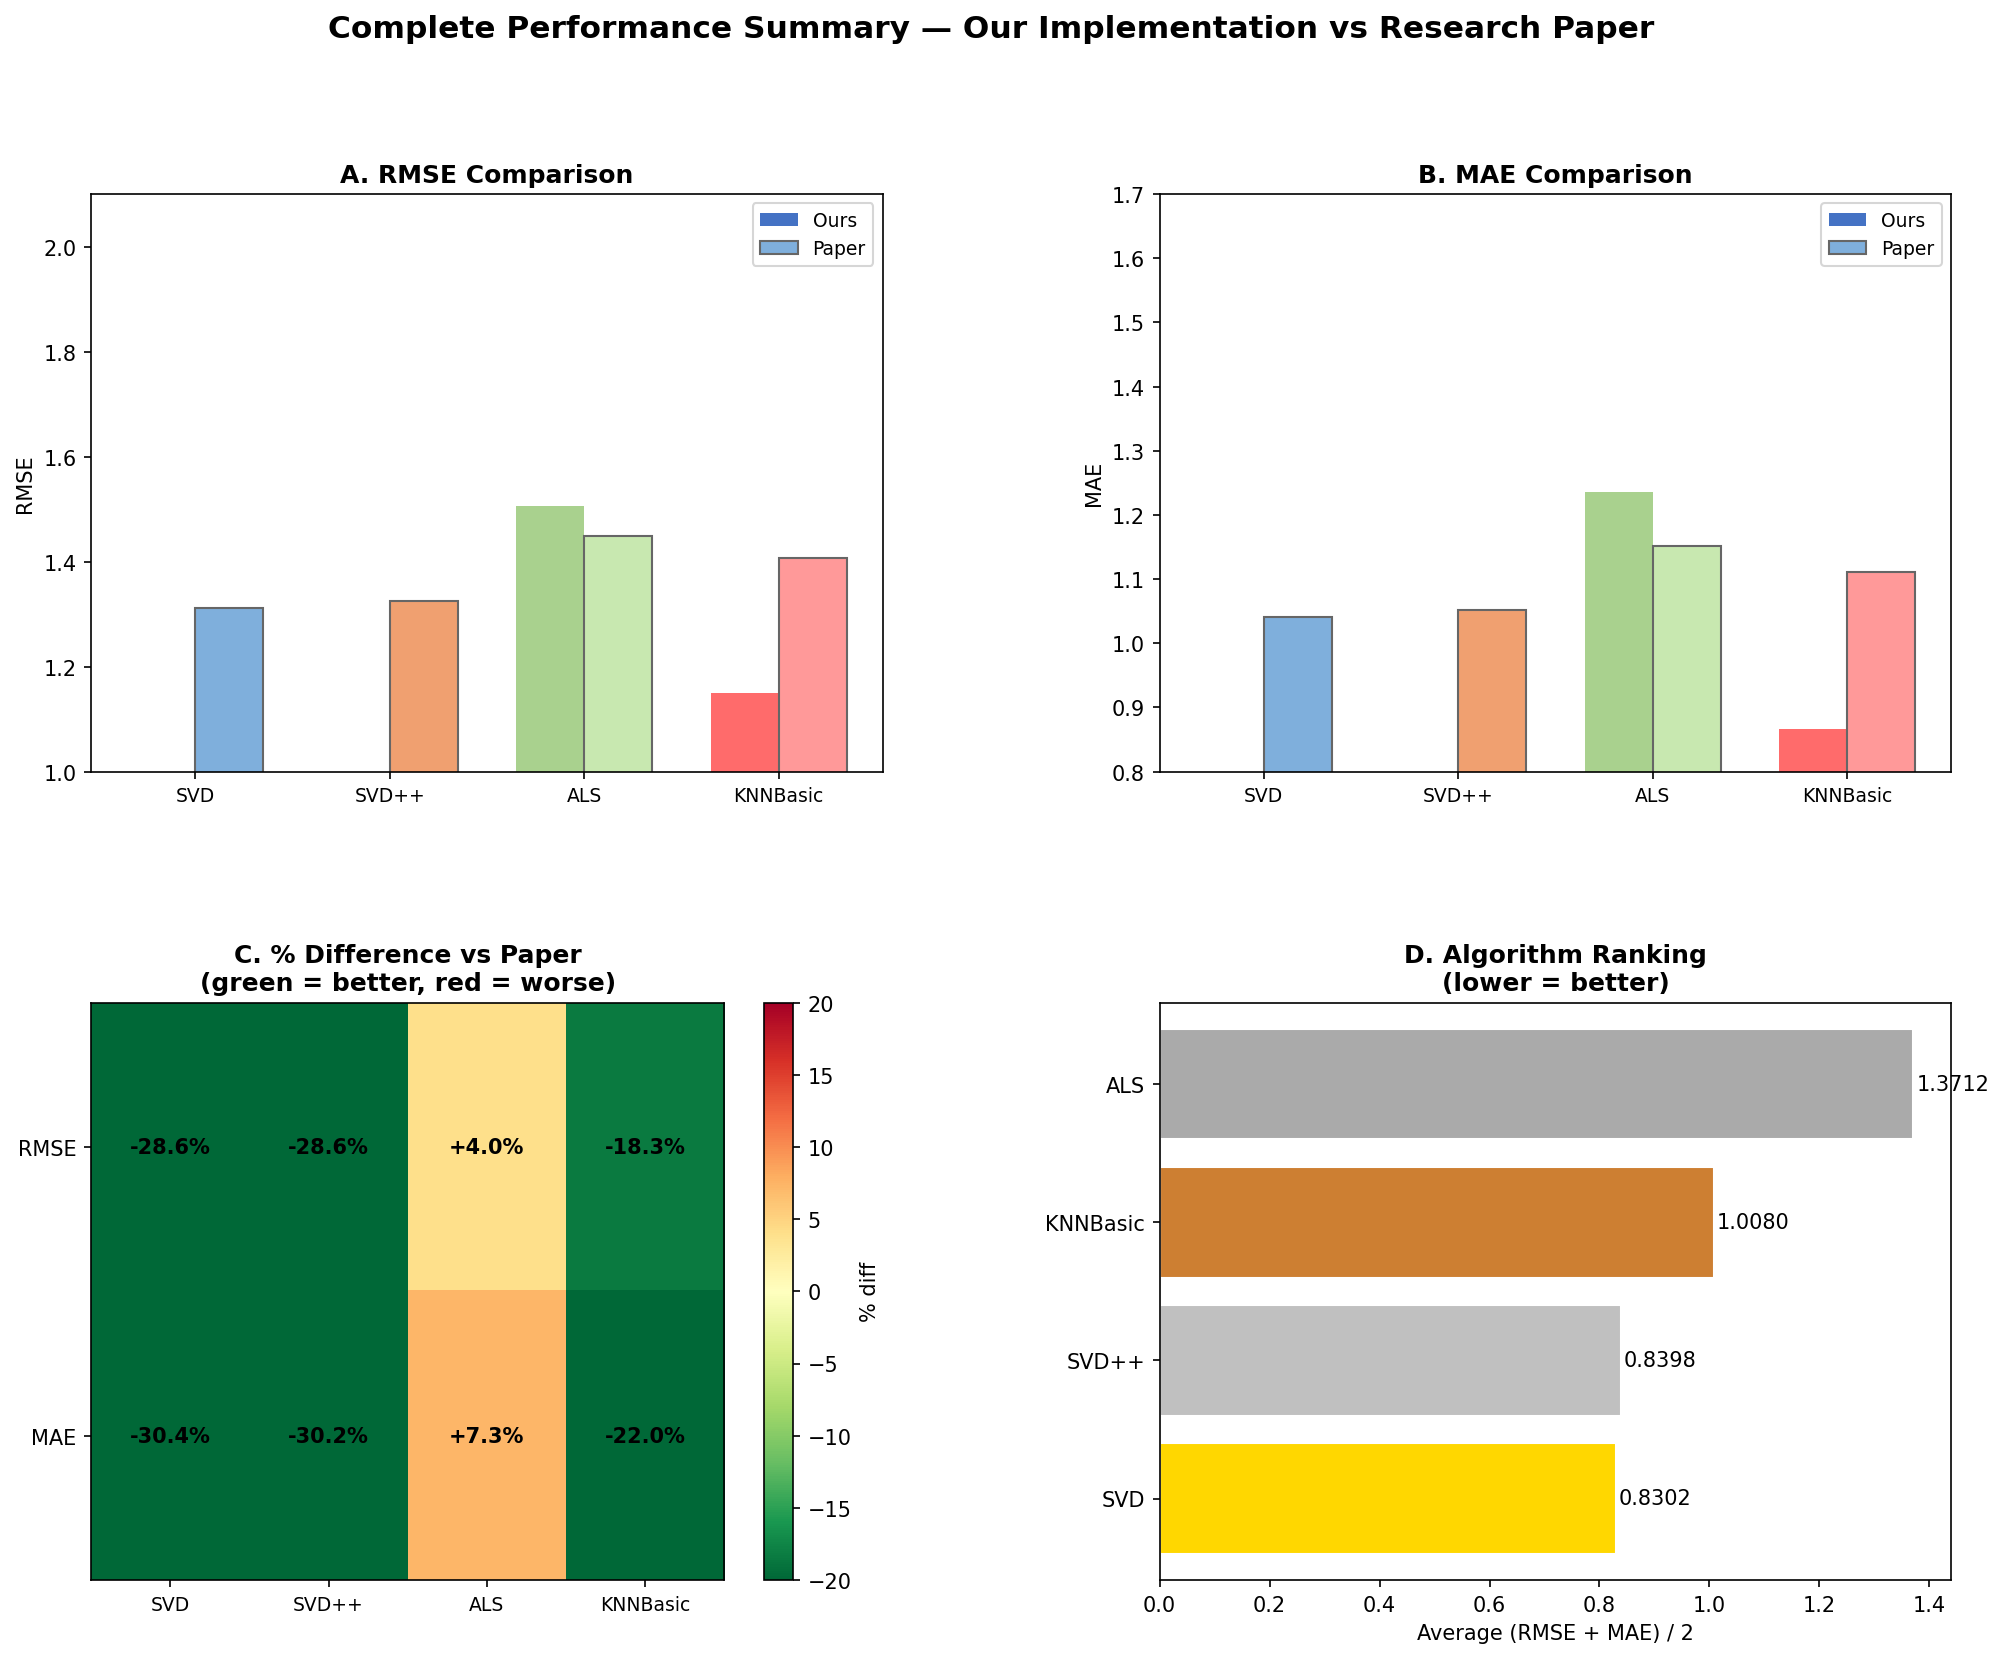 Complete Performance Summary — Our Implementation vs Research Paper
A. RMSE Comparison
Ours
Paper
RMSE
2.0
1.8
1.6
1.4
1.2
1.0
SVD
SVD++
ALS
KNNBasic
B. MAE Comparison
Ours
Paper
MAE
1.7
1.6
1.5
1.4
1.3
1.2
1.1
1.0
0.9
0.8
SVD
SVD++
ALS
KNNBasic
C. % Difference vs Paper
(green = better, red = worse)
RMSE
-28.6%
-28.6%
+4.0%
-18.3%
MAE
-30.4%
-30.2%
+7.3%
-22.0%
SVD
SVD++
ALS
KNNBasic
20
15
10
5
0
−5
−10
−15
−20
% diff
D. Algorithm Ranking
(lower = better)
ALS
1.3712
KNNBasic
1.0080
SVD++
0.8398
SVD
0.8302
0.0
0.2
0.4
0.6
0.8
1.0
1.2
1.4
Average (RMSE + MAE) / 2